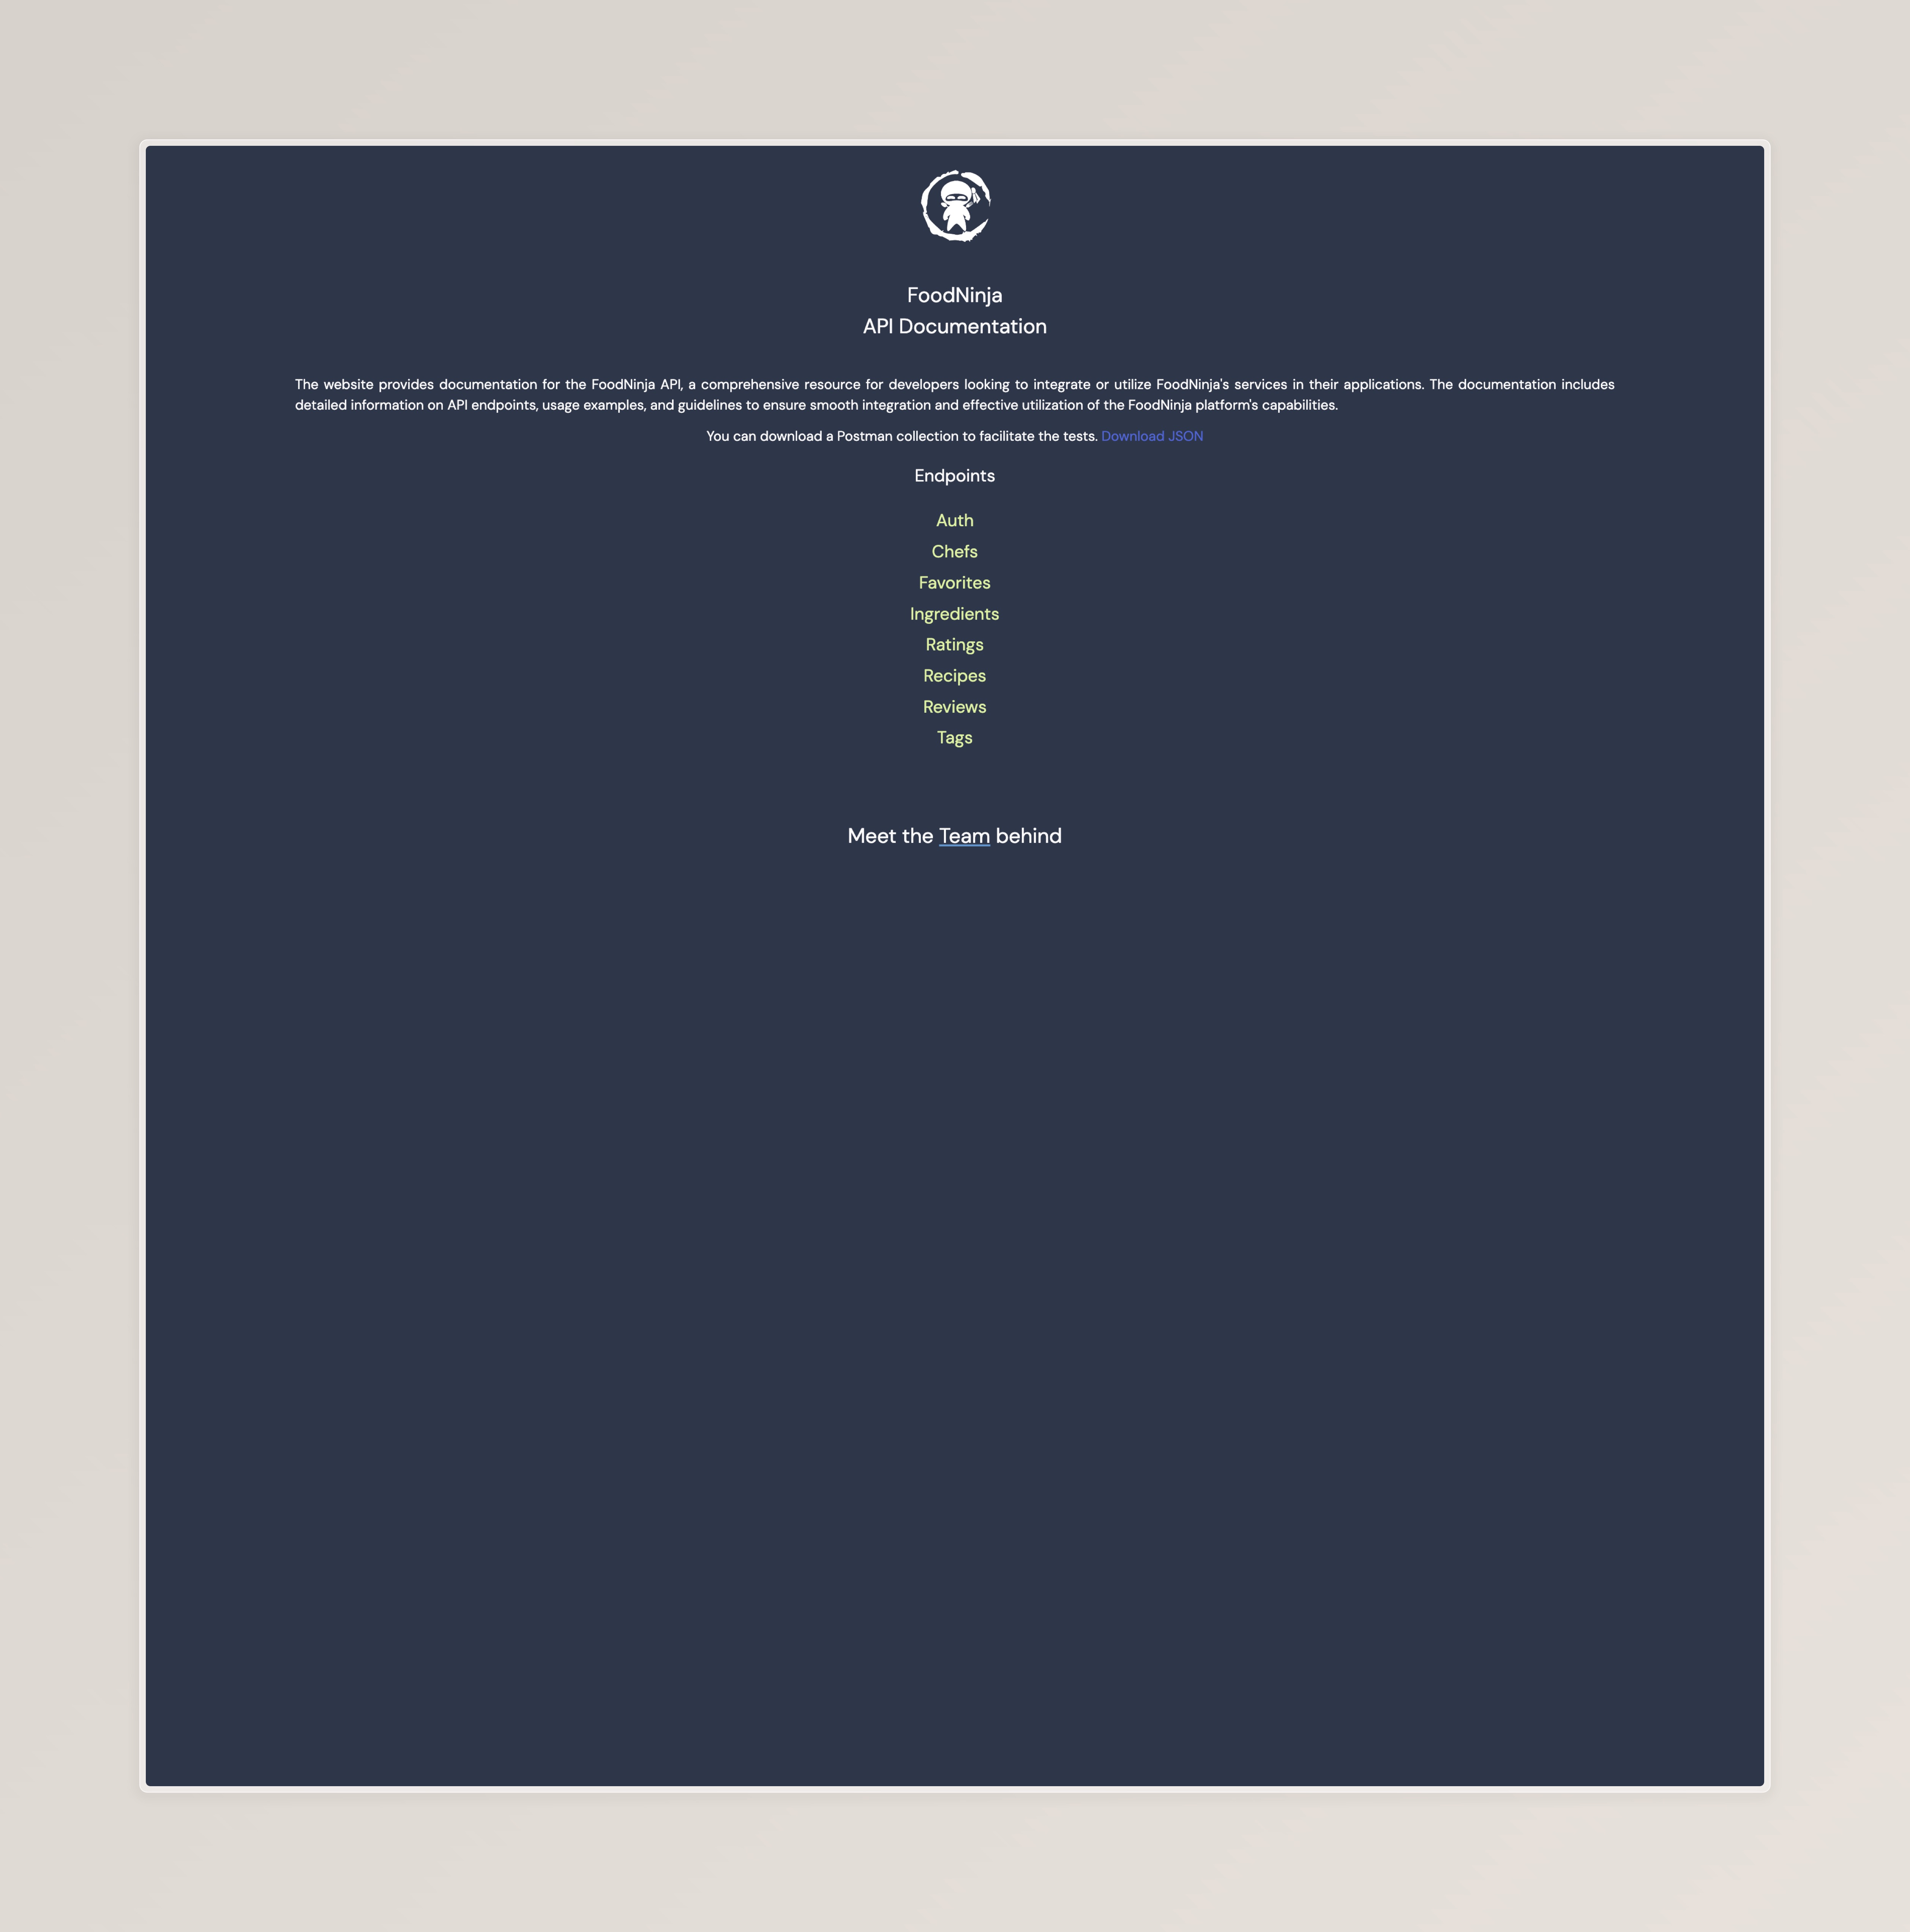 FoodNinja
API Documentation
The website provides documentation for the FoodNinja API, a comprehensive resource for developers looking to integrate or utilize FoodNinja's services in their applications. The documentation includes
detailed information on API endpoints, usage examples, and guidelines to ensure smooth integration and effective utilization of the FoodNinja platform's capabilities.
You can download a Postman collection to facilitate the tests. Download JSON
Endpoints
Auth
Chefs
Favorites
Ingredients
Ratings
Recipes
Reviews
Tags
Meet the Team behind